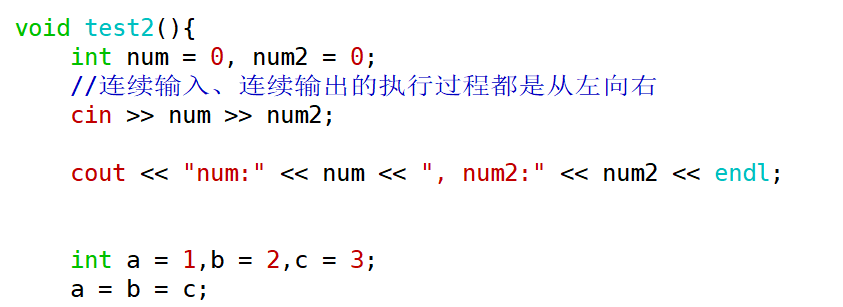 void test2(){
    int num = 0, num2 = 0;
    //连续输入、连续输出的执行过程都是从左向右
    cin >> num >> num2;
    cout << "num:" << num << ", num2:" << num2 << endl;
    int a = 1,b = 2,c = 3;
    a = b = c;